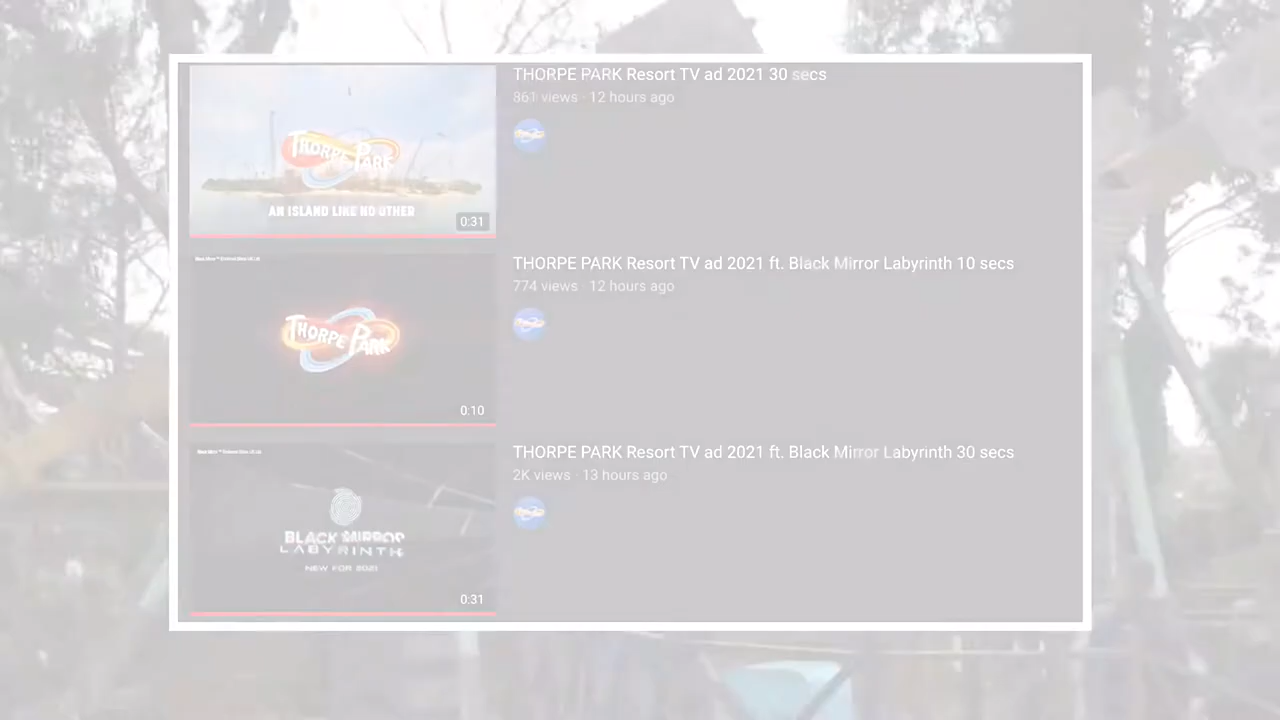 THORPE PARK Resort TV ad 2021 30 secs
861 views · 12 hours ago
THORPE PARK
AN ISLAND LIKE NO OTHER
0:31
THORPE PARK Resort TV ad 2021 ft. Black Mirror Labyrinth 10 secs
774 views · 12 hours ago
THORPE PARK
0:10
THORPE PARK Resort TV ad 2021 ft. Black Mirror Labyrinth 30 secs
2K views · 13 hours ago
BLACK MIRROR
LABYRINTH
NEW FOR 2021
0:31